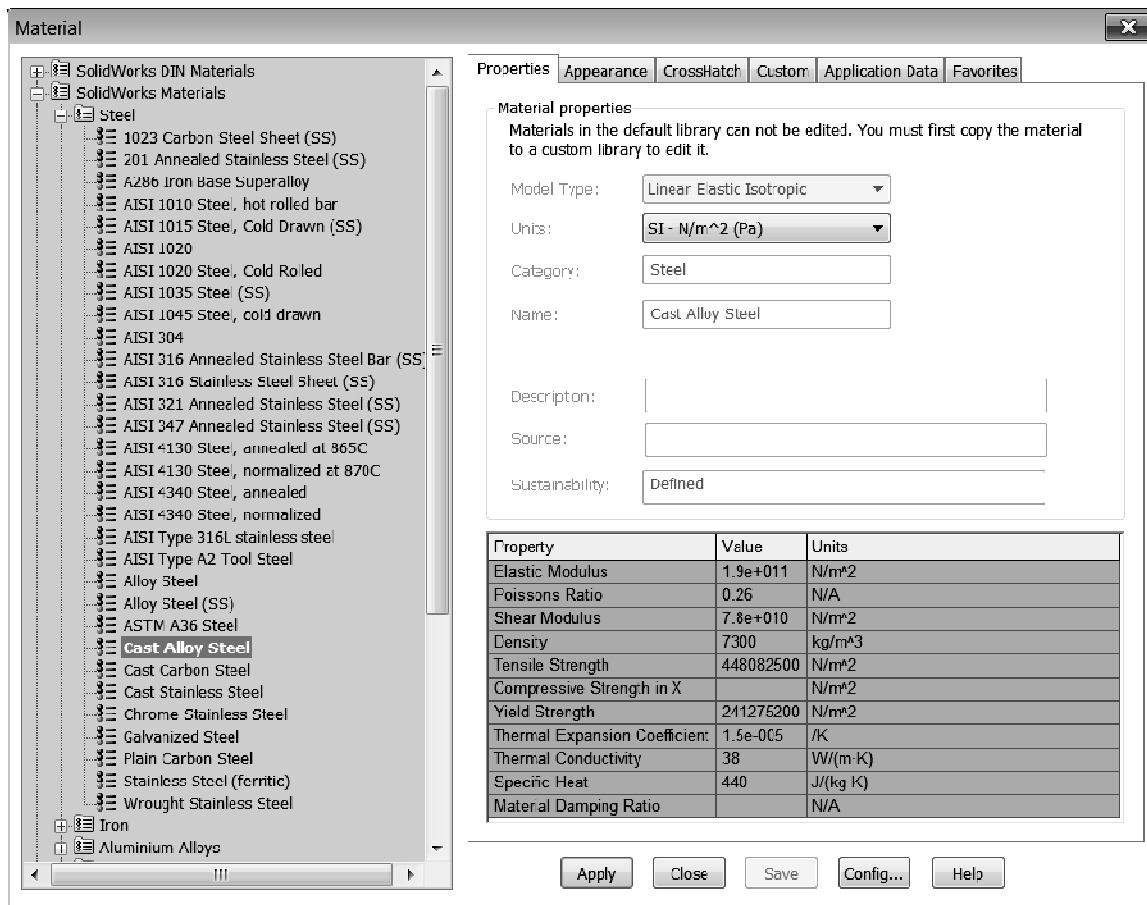 Material
SolidWorks DIN Materials
SolidWorks Materials
Steel
1023 Carbon Steel Sheet (SS)
201 Annealed Stainless Steel (SS)
A286 Iron Base Superalloy
AISI 1010 Steel, hot rolled bar
AISI 1015 Steel, Cold Drawn (SS)
AISI 1020
AISI 1020 Steel, Cold Rolled
AISI 1035 Steel (SS)
AISI 1045 Steel, cold drawn
AISI 304
AISI 316 Annealed Stainless Steel Bar (SS)
AISI 316 Stainless Steel Sheet (SS)
AISI 321 Annealed Stainless Steel (SS)
AISI 347 Annealed Stainless Steel (SS)
AISI 4130 Steel, annealed at 865C
AISI 4130 Steel, normalized at 870C
AISI 4340 Steel, annealed
AISI 4340 Steel, normalized
AISI Type 316L stainless steel
AISI Type A2 Tool Steel
Alloy Steel
Alloy Steel (SS)
ASTM A36 Steel
Cast Alloy Steel
Cast Carbon Steel
Cast Stainless Steel
Chrome Stainless Steel
Galvanized Steel
Plain Carbon Steel
Stainless Steel (ferritic)
Wrought Stainless Steel
Iron
Aluminium Alloys
Properties Appearance CrossHatch Custom Application Data Favorites
Material properties
Materials in the default library can not be edited. You must first copy the material
to a custom library to edit it.
Model Type: Linear Elastic Isotropic
Units: SI - N/m^2 (Pa)
Category: Steel
Name: Cast Alloy Steel
Descripton:
Source:
Sustainability: Defined
Property Value Units
Elastic Modulus 1.9e+011 N/m^2
Poissons Ratio 0.26 N/A
Shear Modulus 7.8e+010 N/m^2
Density 7300 kg/m^3
Tensile Strength 448082500 N/m^2
Compressive Strength in X N/m^2
Yield Strength 241275200 N/m^2
Thermal Expansion Coefficient 1.5e-005 /K
Thermal Conductivity 38 W/(m·K)
Specific Heat 440 J/(kg·K)
Material Damping Ratio N/A
Apply Close Save Config... Help